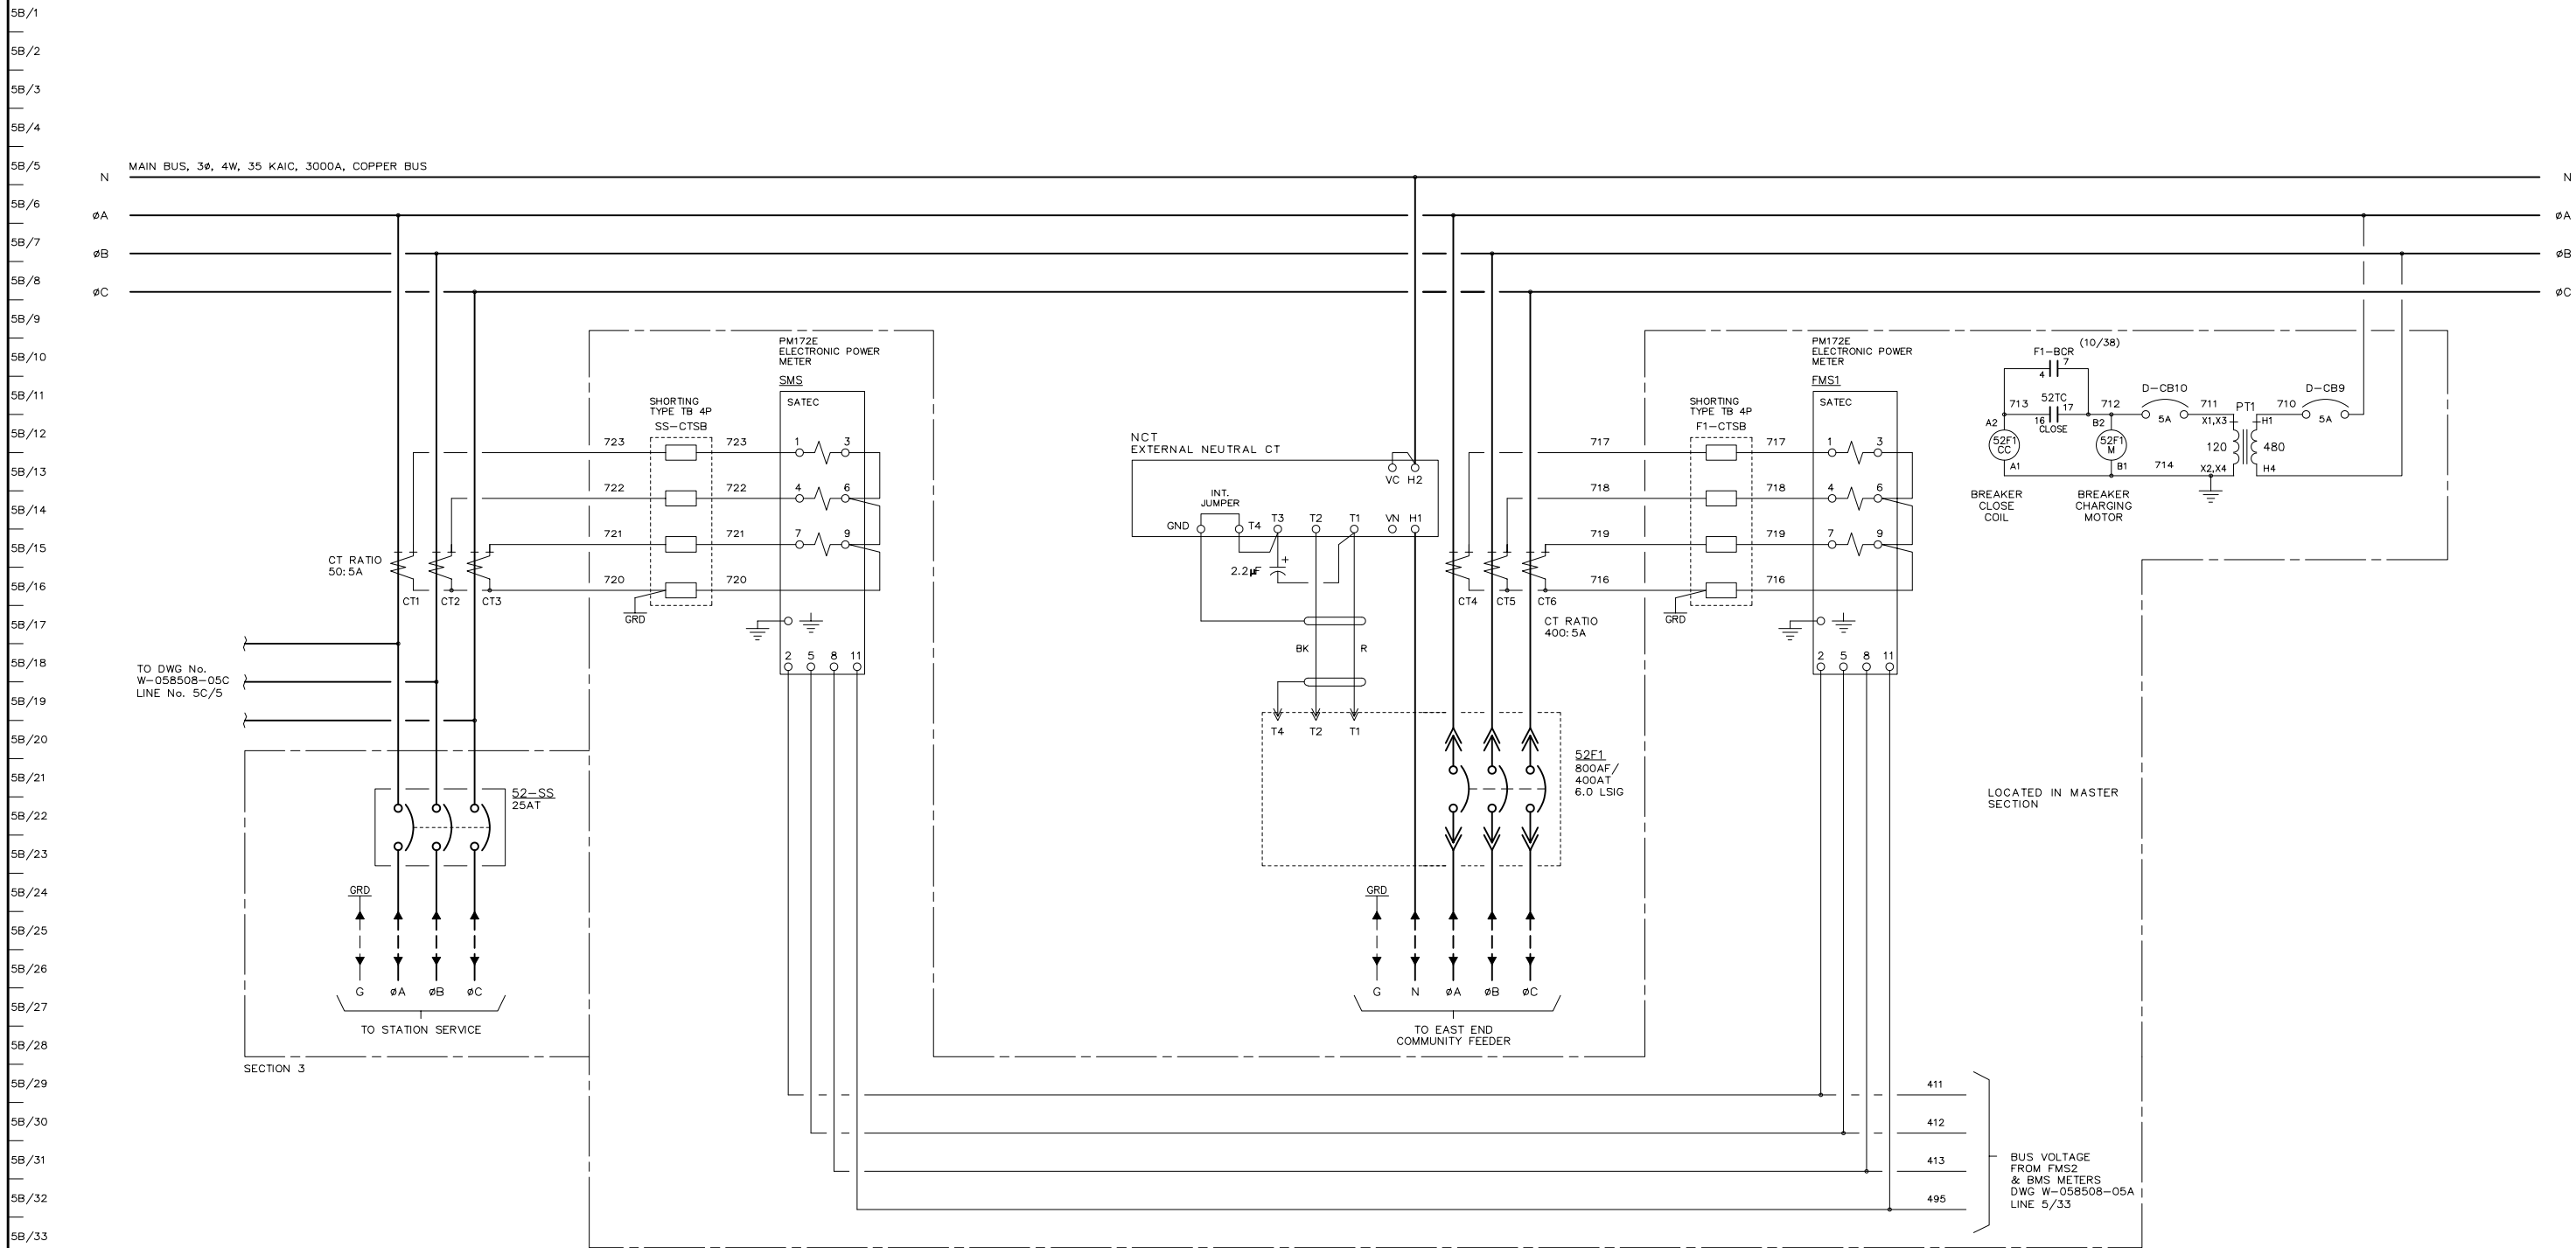 5B/1
5B/2
5B/3
5B/4
5B/5
5B/6
5B/7
5B/8
5B/9
5B/10
5B/11
5B/12
5B/13
5B/14
5B/15
5B/16
5B/17
5B/18
5B/19
5B/20
5B/21
5B/22
5B/23
5B/24
5B/25
5B/26
5B/27
5B/28
5B/29
5B/30
5B/31
5B/32
5B/33
MAIN BUS, 3ø, 4W, 35 KAIC, 3000A, COPPER BUS
N
N
øA
øA
øB
øB
øC
øC
CT RATIO
50:5A
CT1
CT2
CT3
TO DWG No.
W-058508-05C
LINE No. 5C/5
52-SS
25AT
GRD
G
øA
øB
øC
TO STATION SERVICE
SECTION 3
SHORTING
TYPE TB 4P
SS-CTSB
723
723
722
722
721
721
720
720
GRD
PM172E
ELECTRONIC POWER
METER
SMS
SATEC
1
3
4
6
7
9
2
5
8
11
NCT
EXTERNAL NEUTRAL CT
VC
H2
INT.
JUMPER
GND
T4
T3
T2
T1
VN
H1
2.2µF
+
BK
R
T4
T2
T1
CT4
CT5
CT6
CT RATIO
400:5A
52F1
800AF/
400AT
6.0 LSIG
GRD
G
N
øA
øB
øC
TO EAST END
COMMUNITY FEEDER
SHORTING
TYPE TB 4P
F1-CTSB
717
717
718
718
719
719
716
716
GRD
PM172E
ELECTRONIC POWER
METER
FMS1
SATEC
1
3
4
6
7
9
2
5
8
11
(10/38)
F1-BCR
4
7
52TC
16
17
CLOSE
713
712
A2
52F1
CC
A1
B2
52F1
M
B1
714
D-CB10
5A
711
X1,X3
PT1
H1
120
480
X2,X4
H4
710
D-CB9
5A
BREAKER
CLOSE
COIL
BREAKER
CHARGING
MOTOR
LOCATED IN MASTER
SECTION
411
412
413
495
BUS VOLTAGE
FROM FMS2
& BMS METERS
DWG W-058508-05A
LINE 5/33